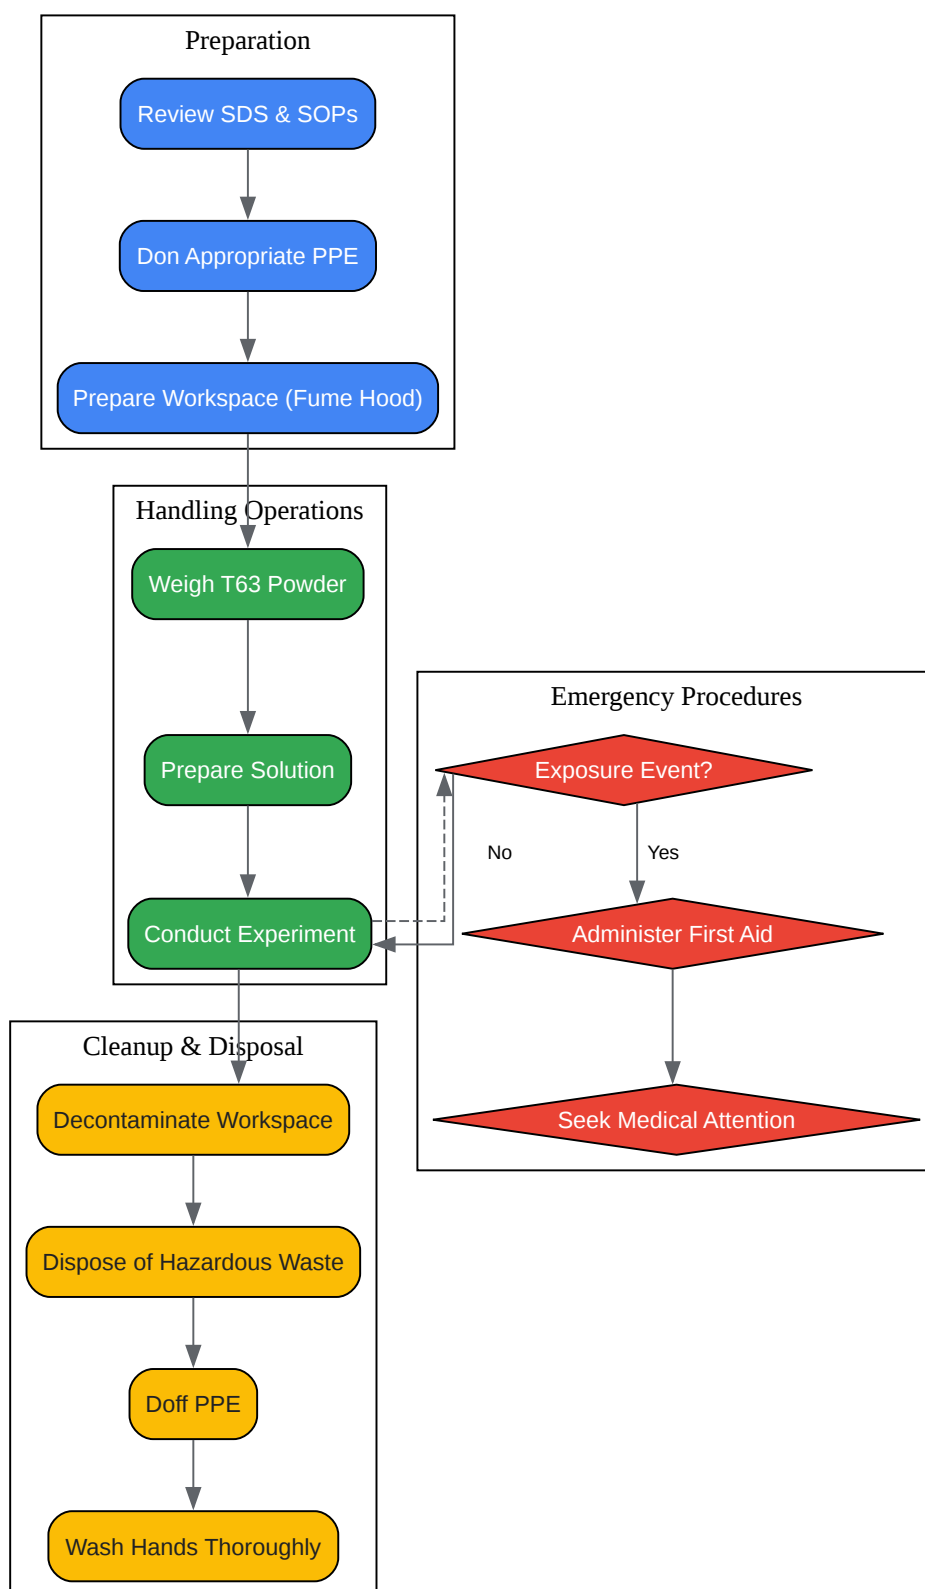 Preparation
Review SDS & SOPs
Don Appropriate PPE
Prepare Workspace (Fume Hood)
Handling Operations
Weigh T63 Powder
Prepare Solution
Conduct Experiment
Emergency Procedures
Exposure Event?
No
Yes
Administer First Aid
Seek Medical Attention
Cleanup & Disposal
Decontaminate Workspace
Dispose of Hazardous Waste
Doff PPE
Wash Hands Thoroughly